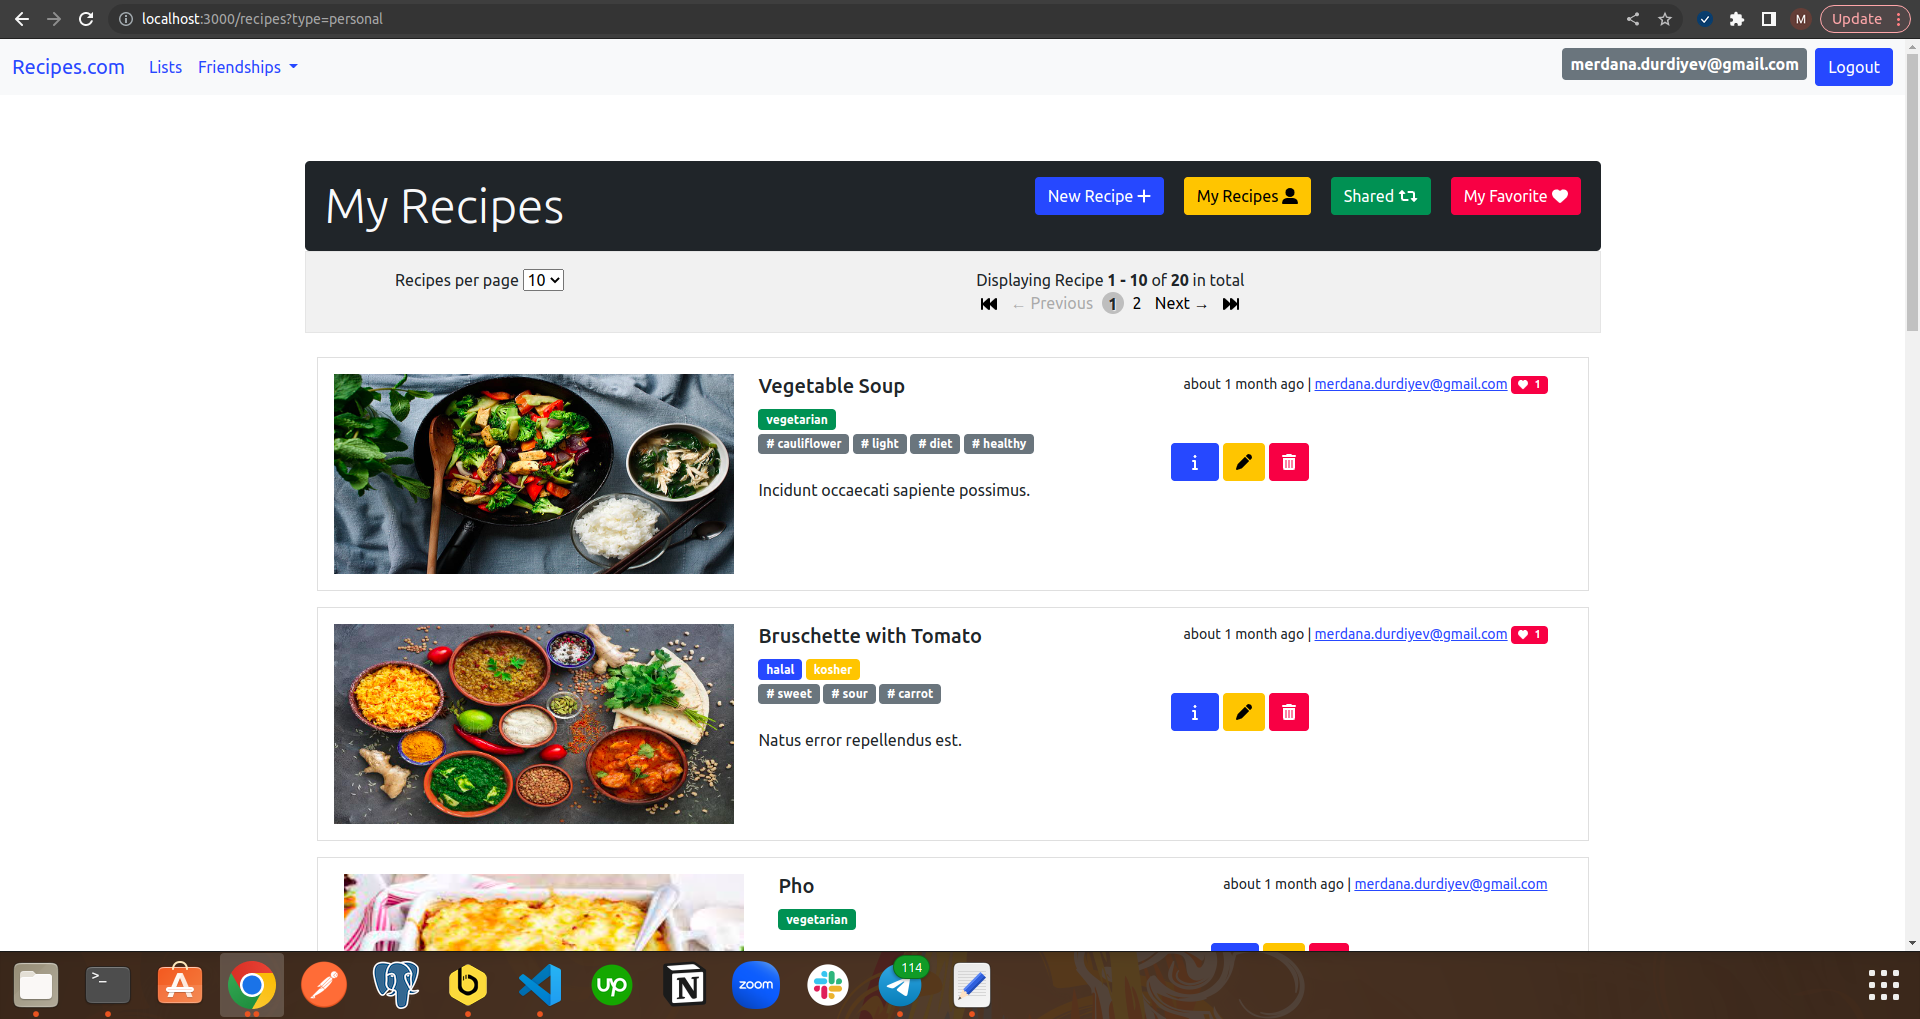 localhost:3000/recipes?type=personal
M
Update
Recipes.com Lists Friendships
merdana.durdiyev@gmail.com Logout
My Recipes
New Recipe My Recipes Shared My Favorite
Recipes per page 10
Displaying Recipe 1 - 10 of 20 in total
← Previous 1 2 Next →
Vegetable Soup
about 1 month ago | merdana.durdiyev@gmail.com 1
vegetarian
# cauliflower # light # diet # healthy
i
Incidunt occaecati sapiente possimus.
Bruschette with Tomato
about 1 month ago | merdana.durdiyev@gmail.com 1
halal kosher
# sweet # sour # carrot
i
Natus error repellendus est.
Pho
about 1 month ago | merdana.durdiyev@gmail.com
vegetarian
>_
up
N
zoom
114